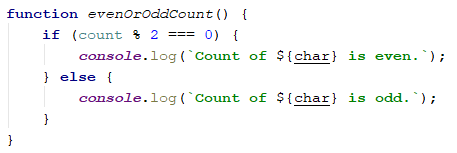 function evenOrOddCount() {
    if (count % 2 === 0) {
        console.log(`Count of ${char} is even.`);
    } else {
        console.log(`Count of ${char} is odd.`);
    }
}